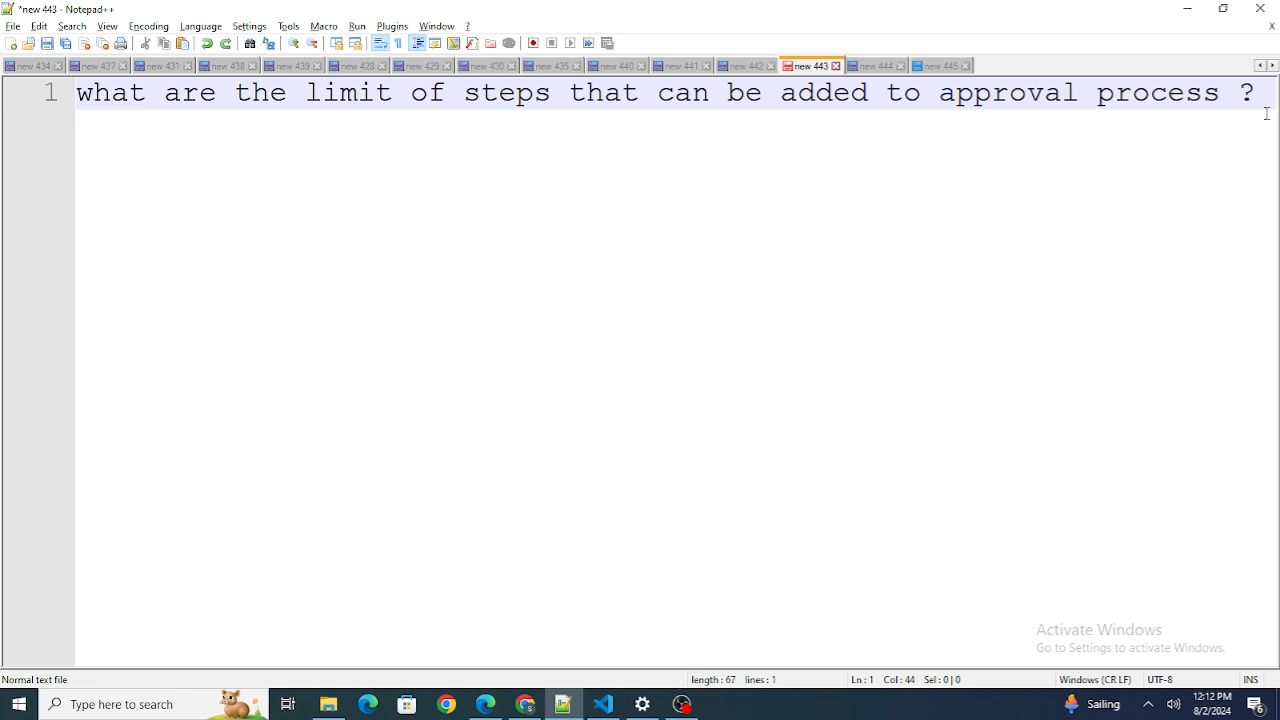 *new 443 - Notepad++
File Edit Search View Encoding Language Settings Tools Macro Run Plugins Window ?
new 434 new 437 new 431 new 438 new 439 new 428 new 429 new 430 new 435 new 440 new 441 new 442 new 443 new 444 new 445
1 what are the limit of steps that can be added to approval process ?
Activate Windows
Go to Settings to activate Windows.
Normal text file length : 67 lines : 1 Ln : 1 Col : 44 Sel : 0 | 0 Windows (CR LF) UTF-8 INS
Type here to search Sailing 12:12 PM
8/2/2024 6